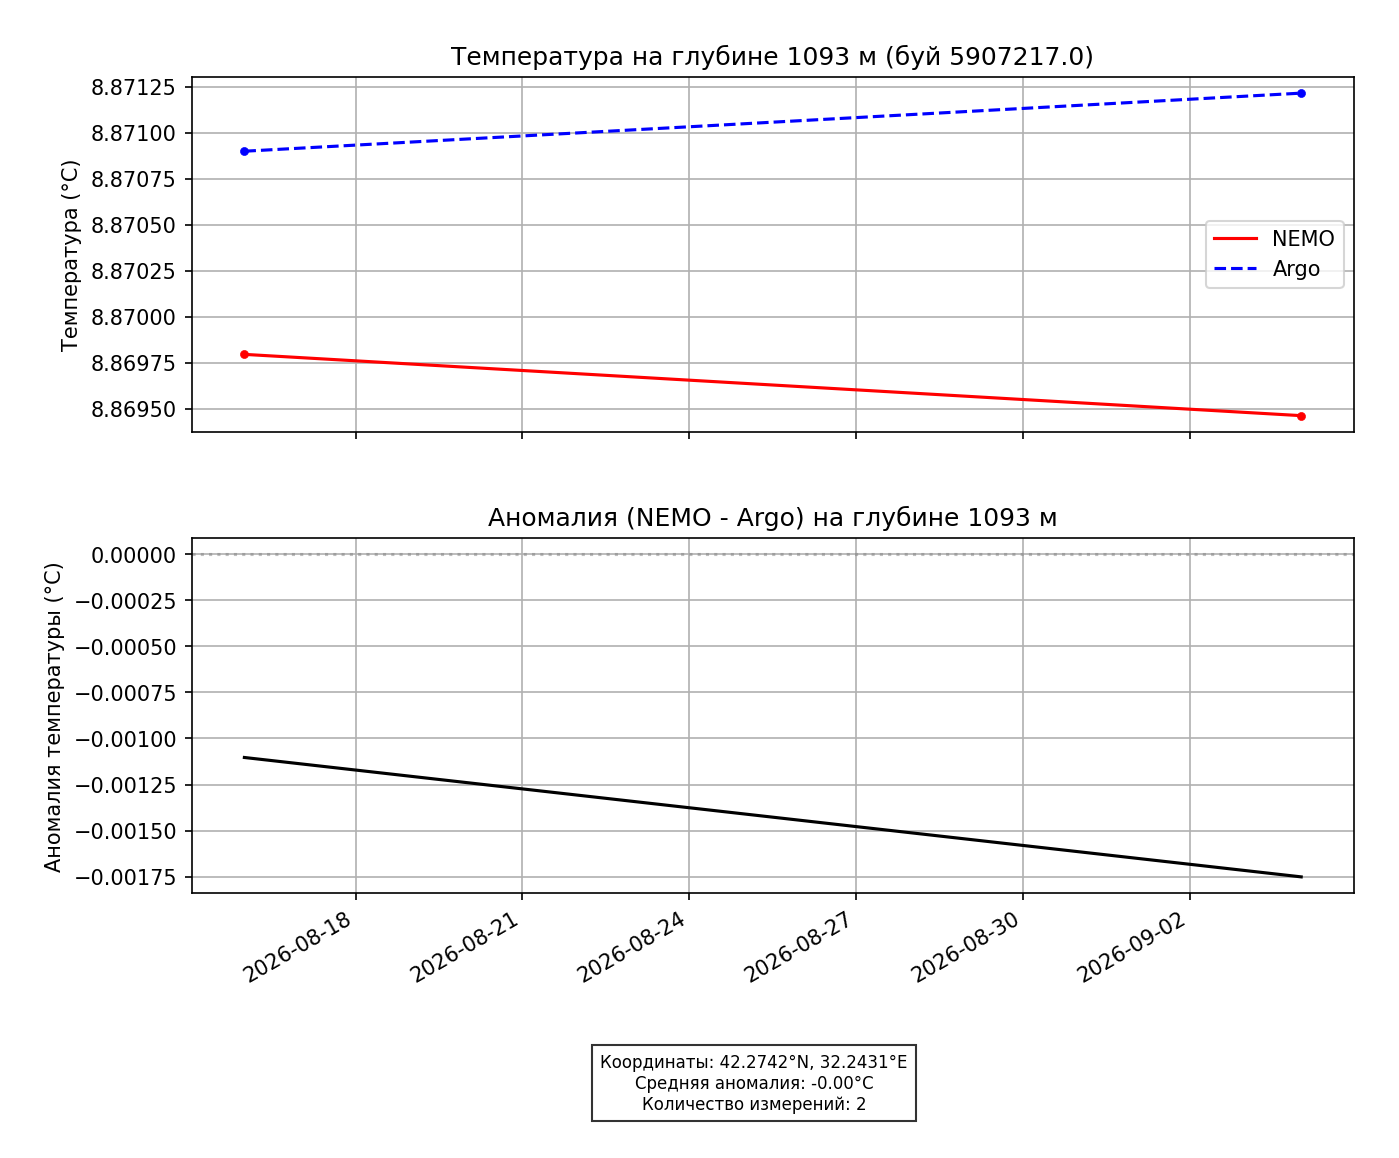 Температура на глубине 1093 м (буй 5907217.0)
8.87125
8.87100
8.87075
8.87050
8.87025
8.87000
8.86975
8.86950
Температура (°C)
NEMO
Argo
Аномалия (NEMO - Argo) на глубине 1093 м
0.00000
−0.00025
−0.00050
−0.00075
−0.00100
−0.00125
−0.00150
−0.00175
Аномалия температуры (°C)
2026-08-18
2026-08-21
2026-08-24
2026-08-27
2026-08-30
2026-09-02
Координаты: 42.2742°N, 32.2431°E
Средняя аномалия: -0.00°C
Количество измерений: 2